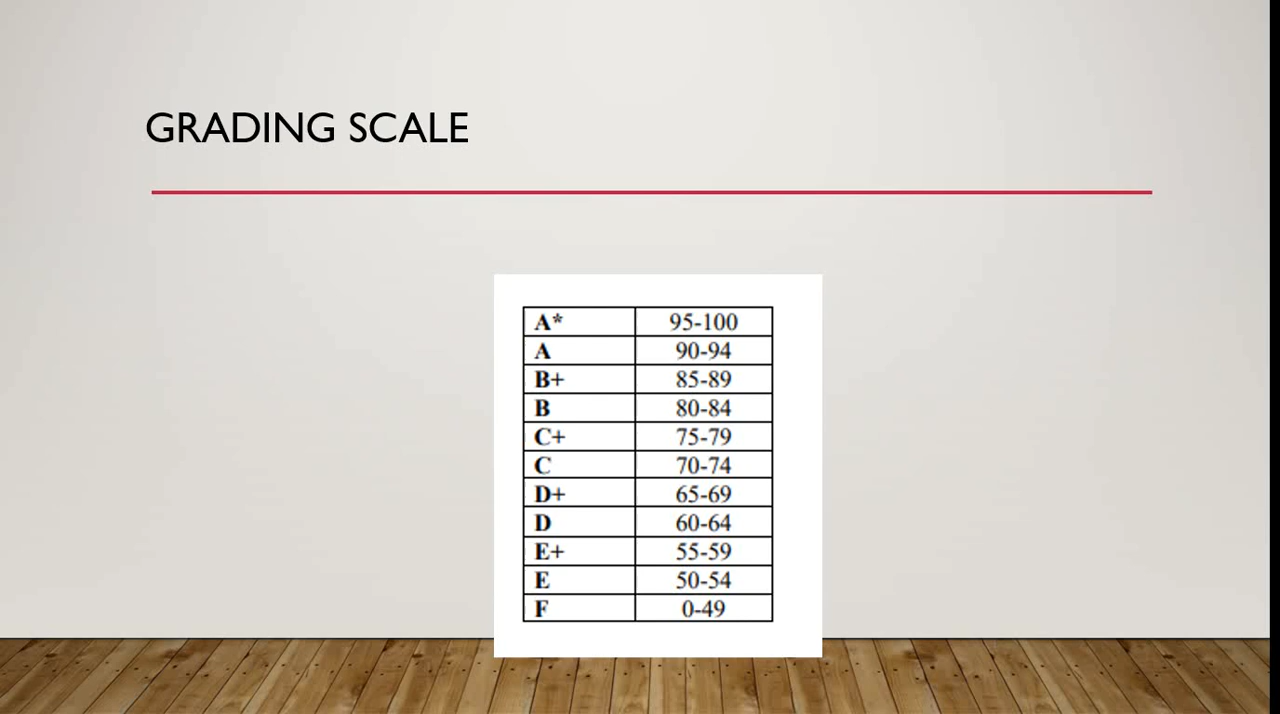 GRADING SCALE
A* 95-100
A 90-94
B+ 85-89
B 80-84
C+ 75-79
C 70-74
D+ 65-69
D 60-64
E+ 55-59
E 50-54
F 0-49